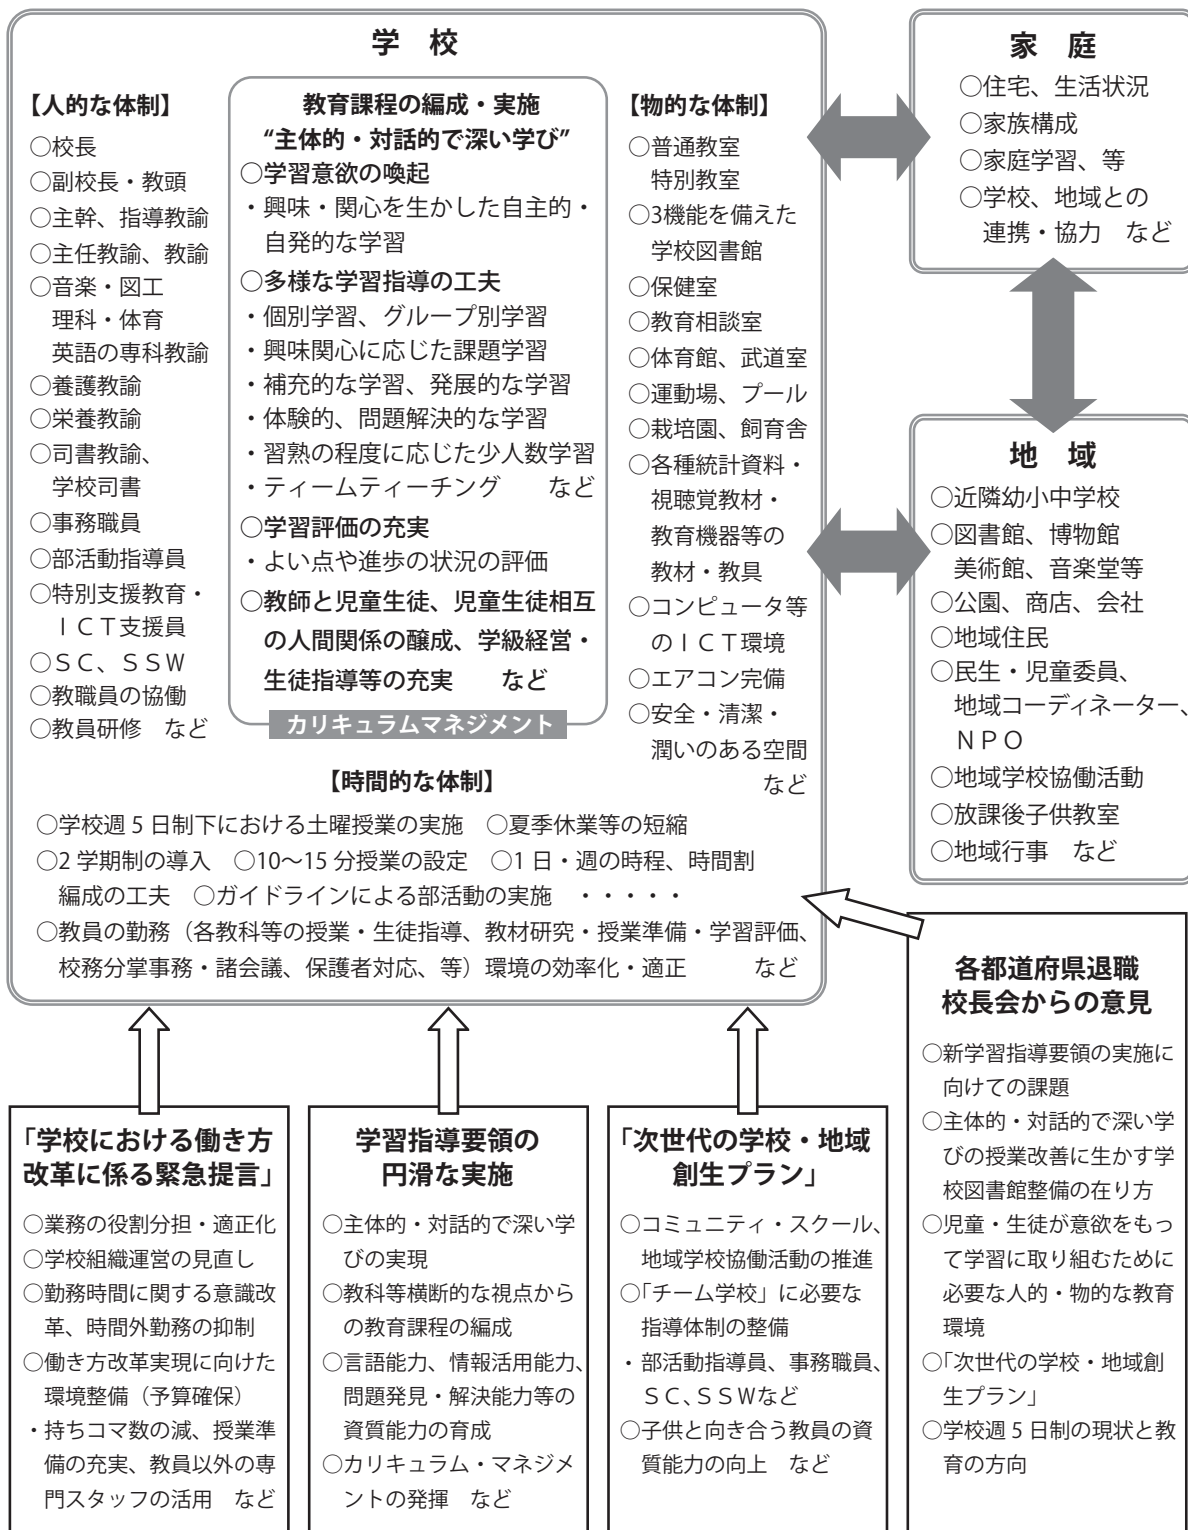 学　校
【人的な体制】
○校長
○副校長・教頭
○主幹、指導教諭
○主任教諭、教諭
○音楽・図工
理科・体育
英語の専科教諭
○養護教諭
○栄養教諭
○司書教諭、
学校司書
○事務職員
○部活動指導員
○特別支援教育・
ＩＣＴ支援員
○ＳＣ、ＳＳＷ
○教職員の協働
○教員研修　など
教育課程の編成・実施
“主体的・対話的で深い学び”
○学習意欲の喚起
・興味・関心を生かした自主的・
自発的な学習
○多様な学習指導の工夫
・個別学習、グループ別学習
・興味関心に応じた課題学習
・補充的な学習、発展的な学習
・体験的、問題解決的な学習
・習熟の程度に応じた少人数学習
・ティームティーチング　など
○学習評価の充実
・よい点や進歩の状況の評価
○教師と児童生徒、児童生徒相互
の人間関係の醸成、学級経営・
生徒指導等の充実　など
カリキュラムマネジメント
【物的な体制】
○普通教室
特別教室
○3機能を備えた
学校図書館
○保健室
○教育相談室
○体育館、武道室
○運動場、プール
○栽培園、飼育舎
○各種統計資料・
視聴覚教材・
教育機器等の
教材・教具
○コンピュータ等
のＩＣＴ環境
○エアコン完備
○安全・清潔・
潤いのある空間
など
【時間的な体制】
○学校週5日制下における土曜授業の実施　○夏季休業等の短縮
○2学期制の導入　○10～15分授業の設定　○1日・週の時程、時間割
編成の工夫　○ガイドラインによる部活動の実施　・・・・・
○教員の勤務（各教科等の授業・生徒指導、教材研究・授業準備・学習評価、
校務分掌事務・諸会議、保護者対応、等）環境の効率化・適正　など
家　庭
○住宅、生活状況
○家族構成
○家庭学習、等
○学校、地域との
連携・協力　など
地　域
○近隣幼小中学校
○図書館、博物館
美術館、音楽堂等
○公園、商店、会社
○地域住民
○民生・児童委員、
地域コーディネーター、
ＮＰＯ
○地域学校協働活動
○放課後子供教室
○地域行事　など
「学校における働き方
改革に係る緊急提言」
○業務の役割分担・適正化
○学校組織運営の見直し
○勤務時間に関する意識改
革、時間外勤務の抑制
○働き方改革実現に向けた
環境整備（予算確保）
・持ちコマ数の減、授業準
備の充実、教員以外の専
門スタッフの活用　など
学習指導要領の
円滑な実施
○主体的・対話的で深い学
びの実現
○教科等横断的な視点から
の教育課程の編成
○言語能力、情報活用能力、
問題発見・解決能力等の
資質能力の育成
○カリキュラム・マネジメ
ントの発揮　など
「次世代の学校・地域
創生プラン」
○コミュニティ・スクール、
地域学校協働活動の推進
○「チーム学校」に必要な
指導体制の整備
・部活動指導員、事務職員、
ＳＣ、ＳＳＷなど
○子供と向き合う教員の資
質能力の向上　など
各都道府県退職
校長会からの意見
○新学習指導要領の実施に
向けての課題
○主体的・対話的で深い学
びの授業改善に生かす学
校図書館整備の在り方
○児童・生徒が意欲をもっ
て学習に取り組むために
必要な人的・物的な教育
環境
○「次世代の学校・地域創
生プラン」
○学校週5日制の現状と教
育の方向